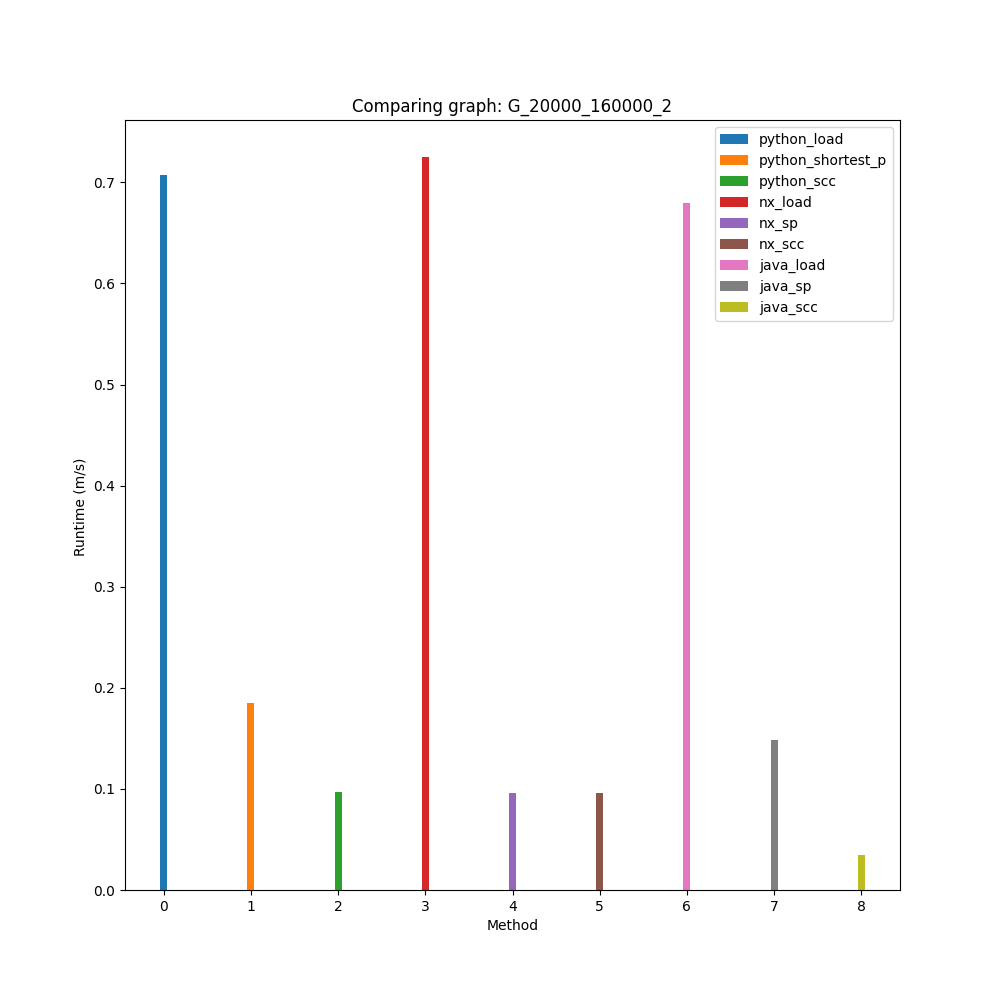 Comparing graph: G_20000_160000_2
python_load
python_shortest_p
python_scc
nx_load
nx_sp
nx_scc
java_load
java_sp
java_scc
Runtime (m/s)
0.7
0.6
0.5
0.4
0.3
0.2
0.1
0.0
0 1 2 3 4 5 6 7 8
Method